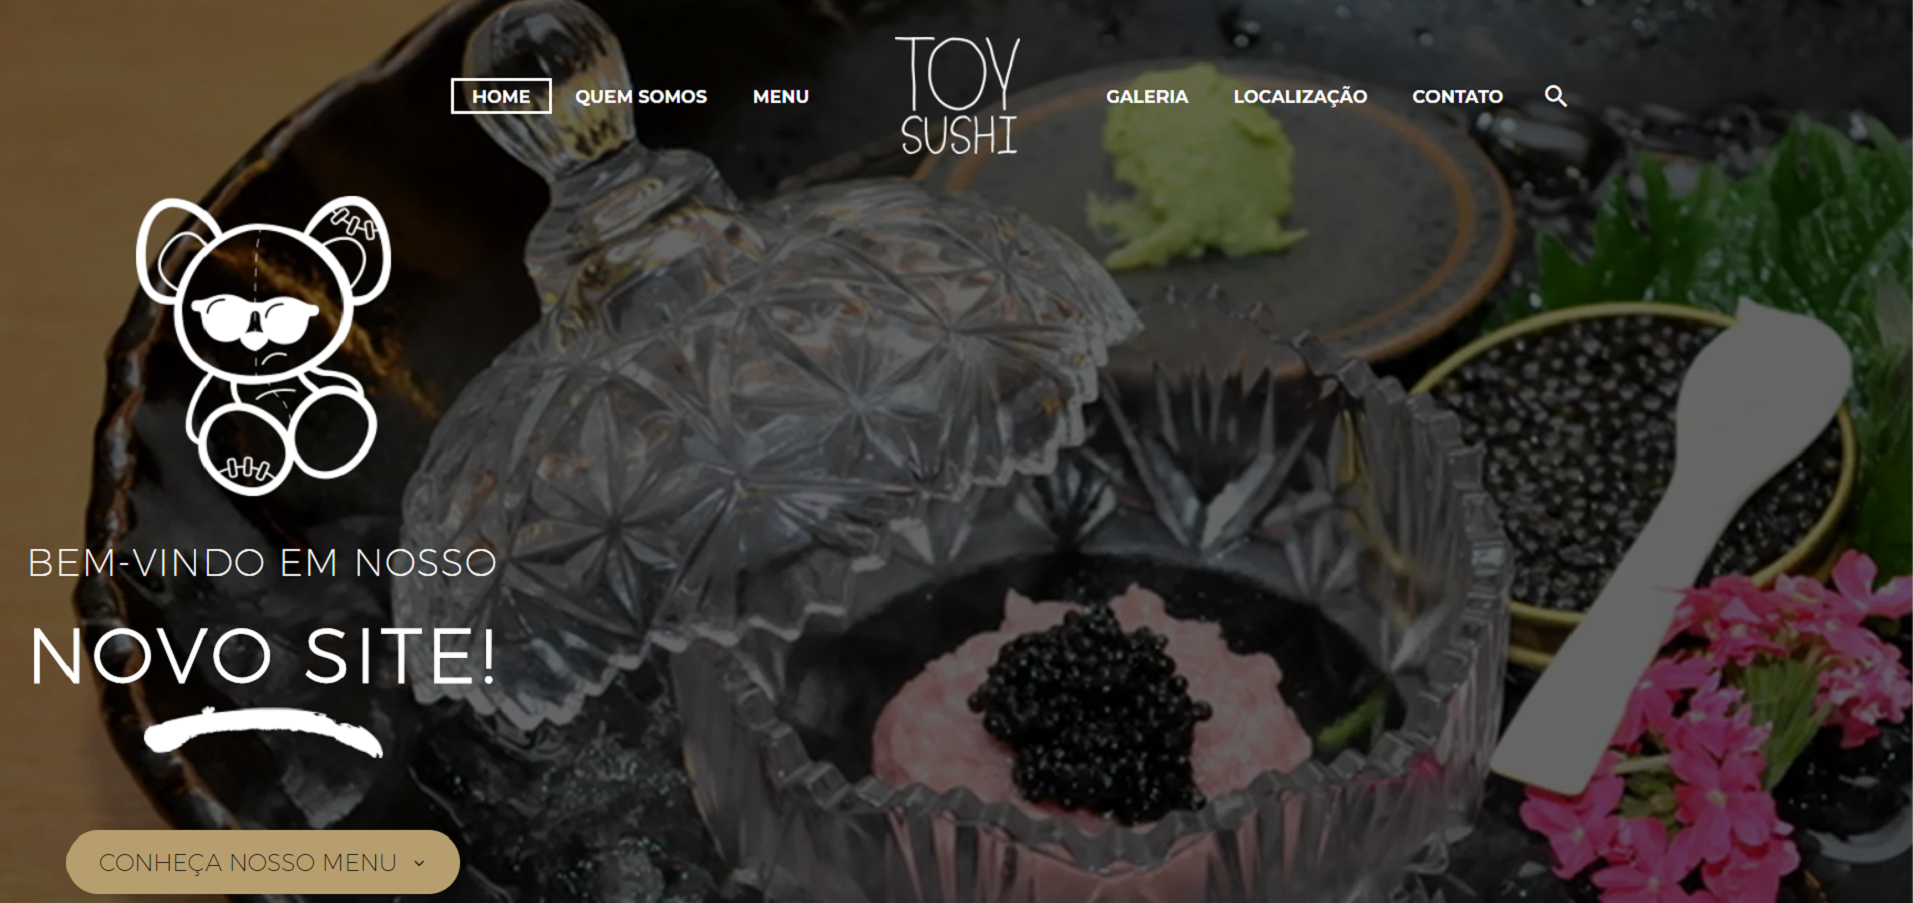 HOME
QUEM SOMOS
MENU
TOY
SUSHI
GALERIA
LOCALIZAÇÃO
CONTATO
BEM-VINDO EM NOSSO
NOVO SITE!
CONHEÇA NOSSO MENU